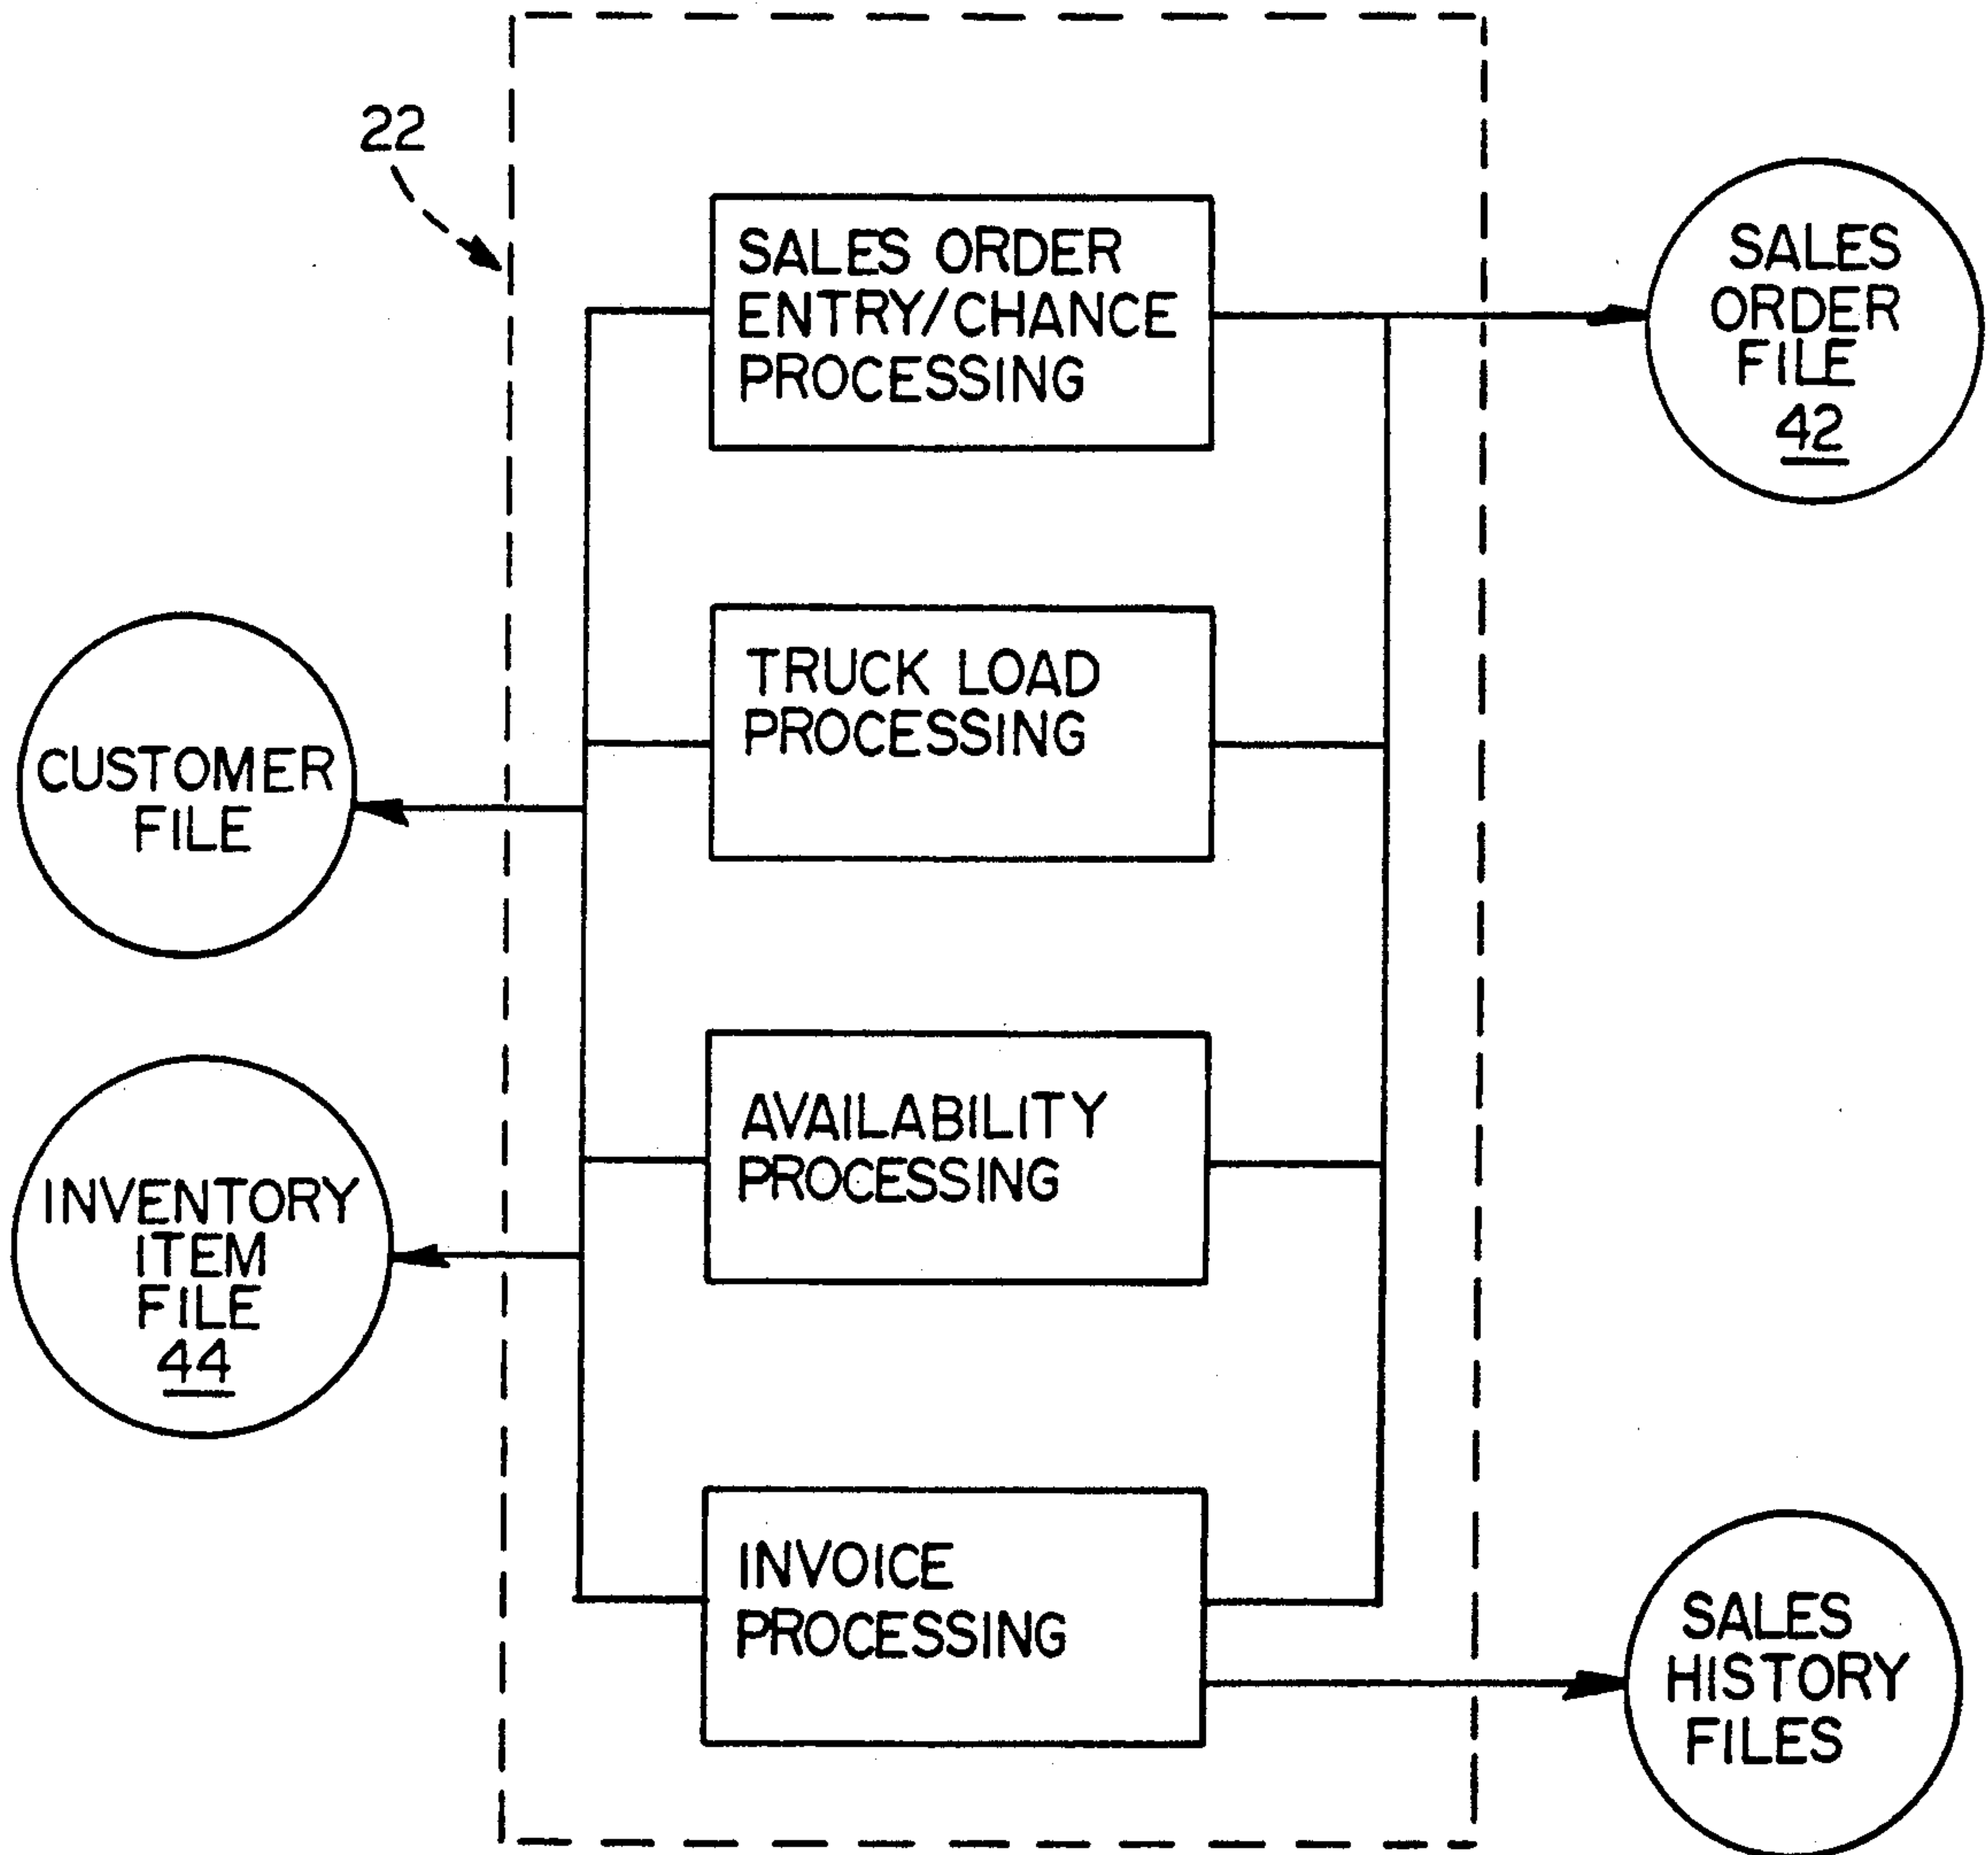 22
SALES ORDER
ENTRY/CHANCE
PROCESSING
SALES
ORDER
FILE
42
TRUCK LOAD
PROCESSING
CUSTOMER
FILE
AVAILABILITY
PROCESSING
INVENTORY
ITEM
FILE
44
INVOICE
PROCESSING
SALES
HISTORY
FILES